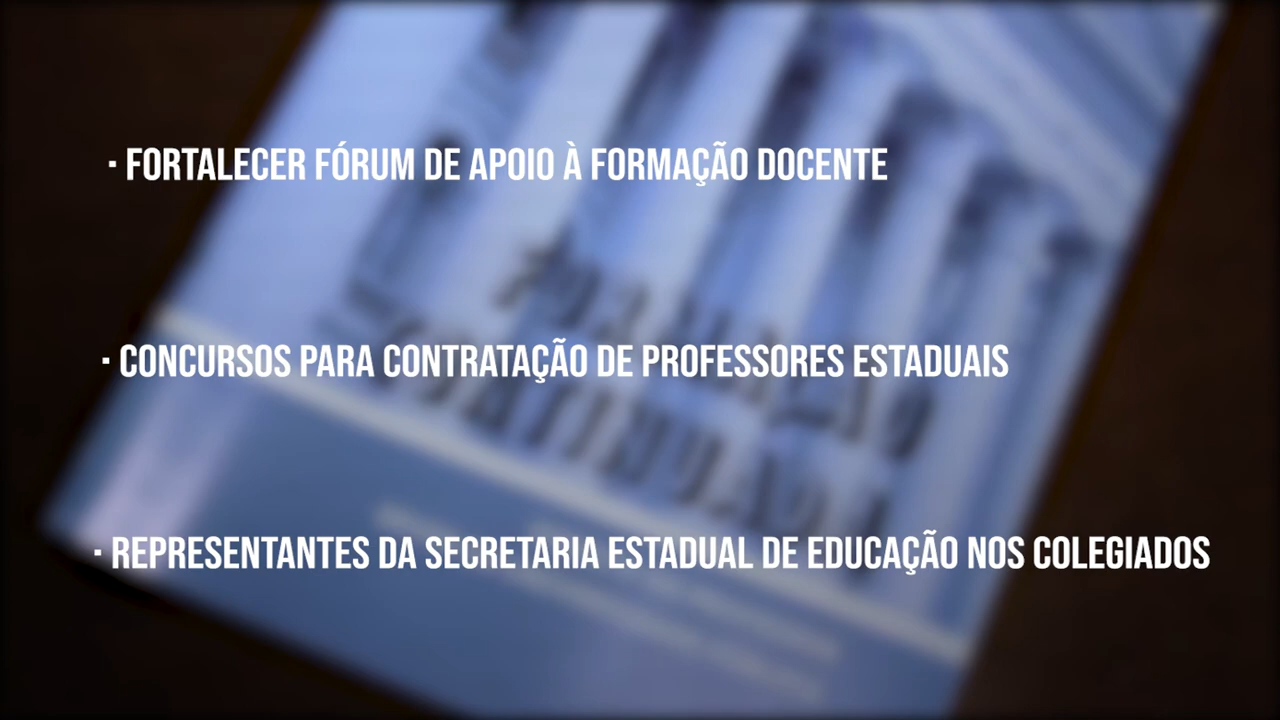 · FORTALECER FÓRUM DE APOIO À FORMAÇÃO DOCENTE
· CONCURSOS PARA CONTRATAÇÃO DE PROFESSORES ESTADUAIS
· REPRESENTANTES DA SECRETARIA ESTADUAL DE EDUCAÇÃO NOS COLEGIADOS